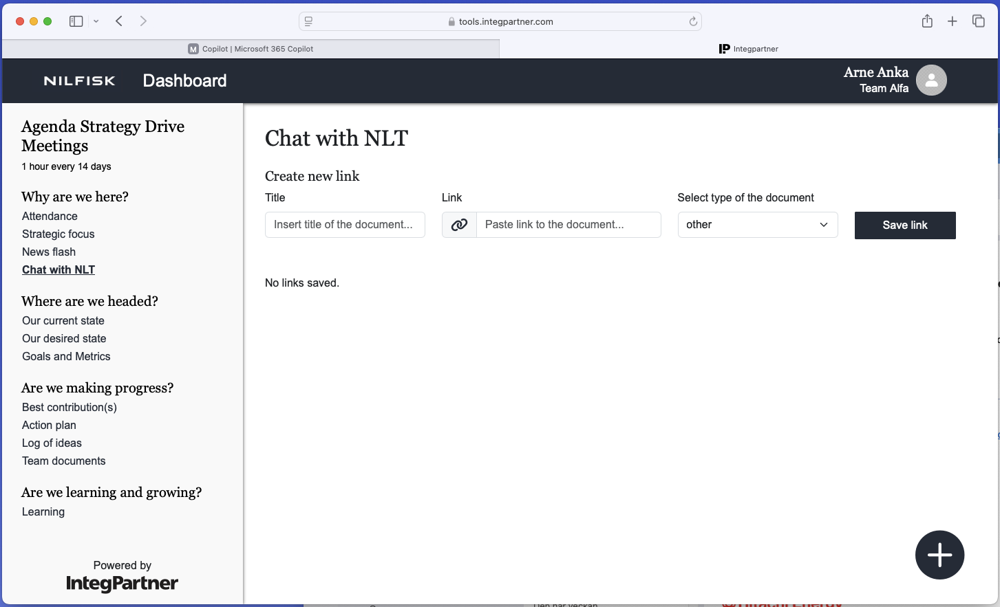 tools.integpartner.com
M Copilot | Microsoft 365 Copilot
IP Integpartner
NILFISK Dashboard
Arne Anka
Team Alfa
Agenda Strategy Drive
Meetings
1 hour every 14 days
Why are we here?
Attendance
Strategic focus
News flash
Chat with NLT
Where are we headed?
Our current state
Our desired state
Goals and Metrics
Are we making progress?
Best contribution(s)
Action plan
Log of ideas
Team documents
Are we learning and growing?
Learning
Powered by
IntegPartner
Chat with NLT
Create new link
Title
Link
Select type of the document
Insert title of the document...
Paste link to the document...
other
Save link
No links saved.